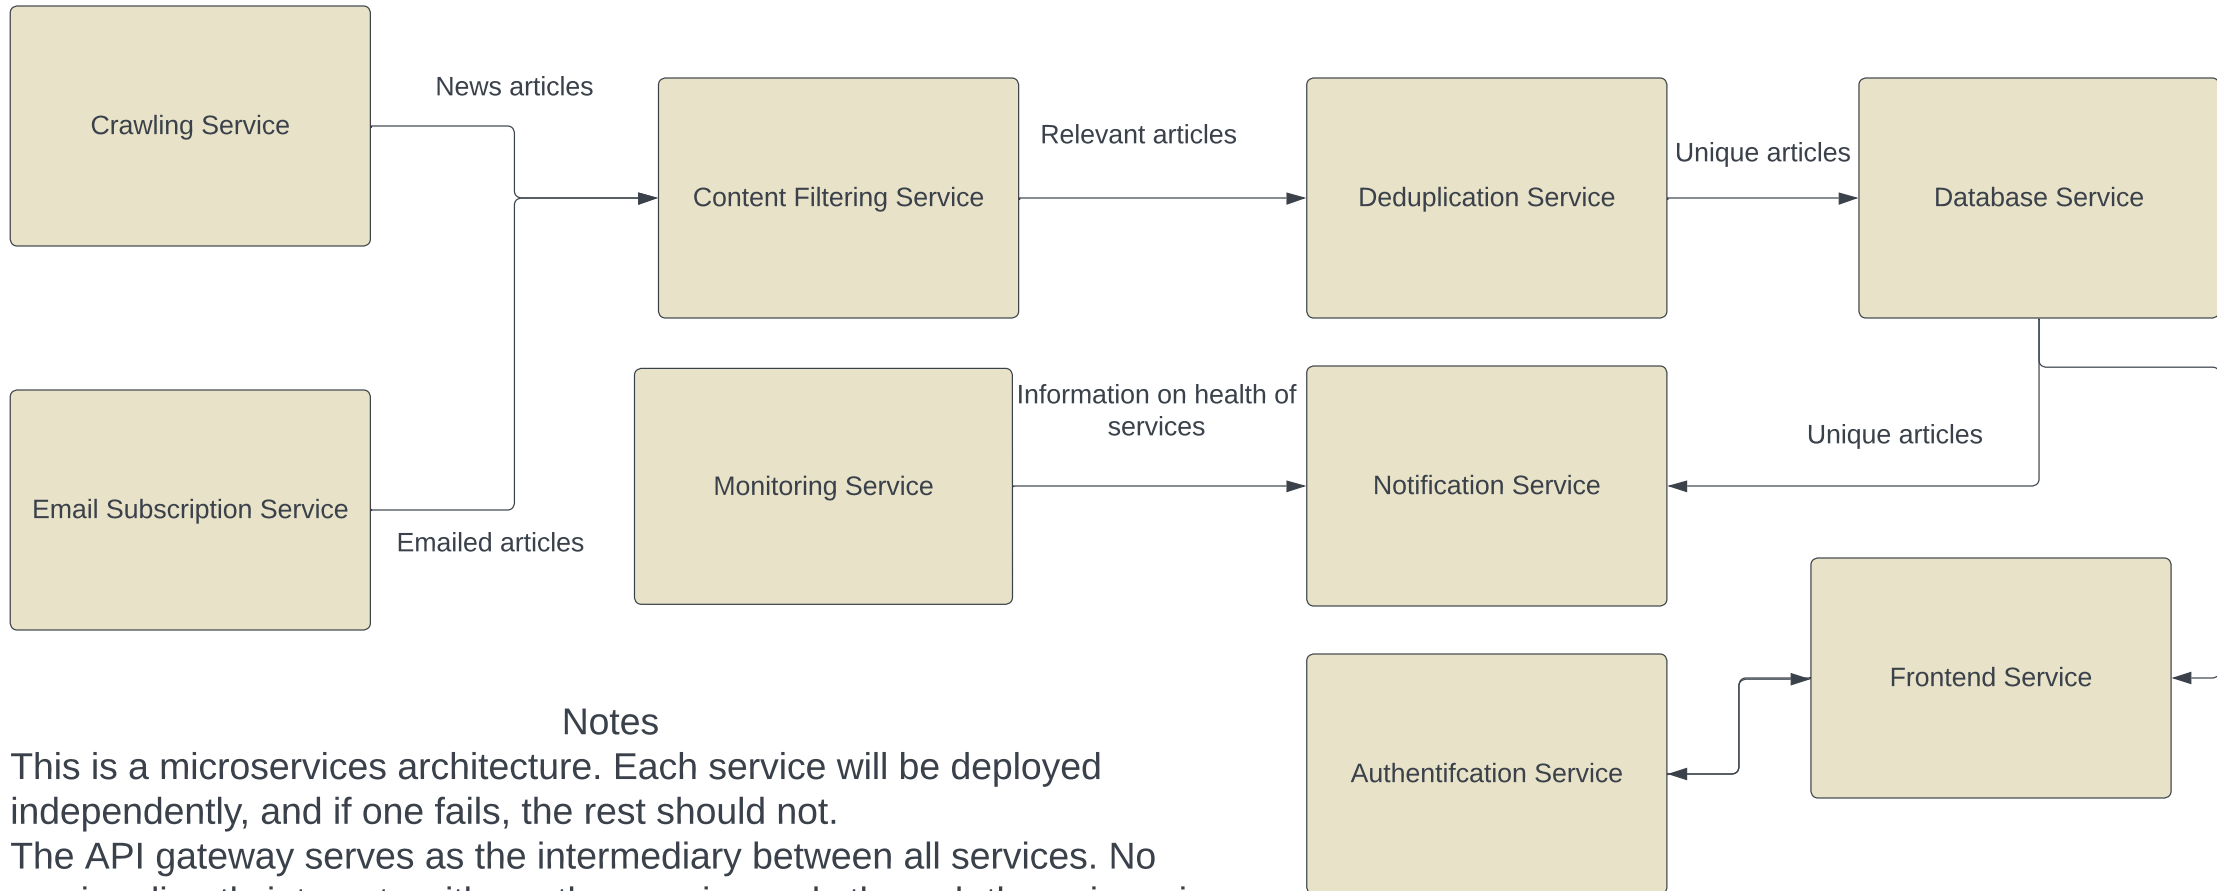 Crawling Service
News articles
Content Filtering Service
Relevant articles
Deduplication Service
Unique articles
Database Service
Email Subscription Service
Emailed articles
Monitoring Service
Information on health of
services
Notification Service
Unique articles
Frontend Service
Authentifcation Service
Notes
This is a microservices architecture. Each service will be deployed
independently, and if one fails, the rest should not.
The API gateway serves as the intermediary between all services. No